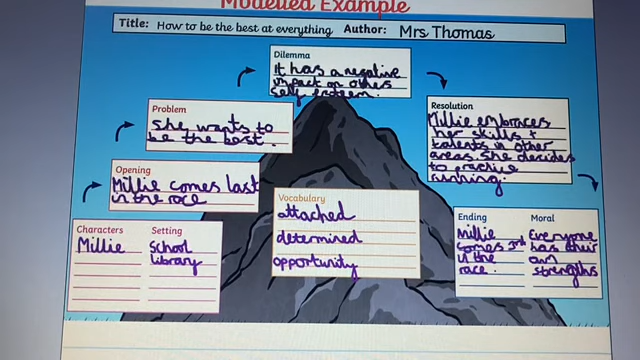 Modelled Example
Title: How to be the best at everything Author: Mrs Thomas
Dilemma
It has a negative
impact on others
self esteem.
Problem
She wants to
be the best.
Opening
Millie comes last
in the race
Characters
Millie
Setting
School
library
Vocabulary
attached
determined
opportunity
Resolution
Millie embraces
her skills +
talents in other
areas. She decides
to practice
running.
Ending
Millie
comes 3rd
in the
race.
Moral
Everyone
has their
own
strengths